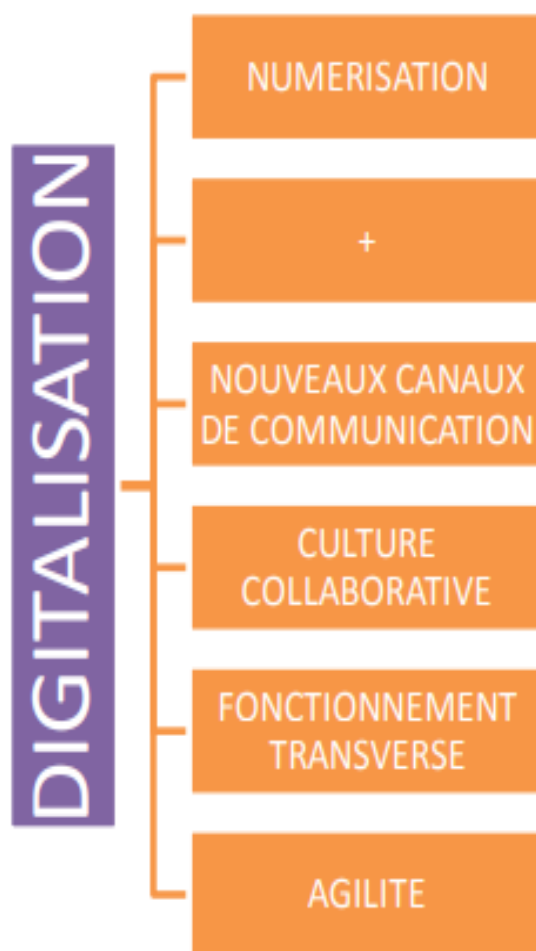 DIGITALISATION
NUMERISATION
+
NOUVEAUX CANAUX
DE COMMUNICATION
CULTURE
COLLABORATIVE
FONCTIONNEMENT
TRANSVERSE
AGILITE